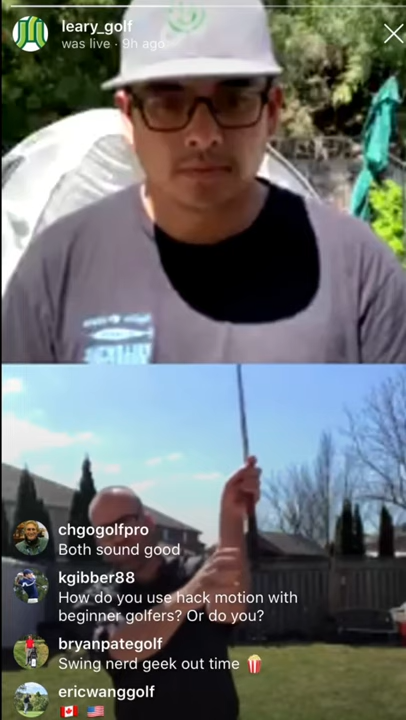 leary_golf
was live · 9h ago
chgogolfpro
Both sound good
kgibber88
How do you use hack motion with
beginner golfers? Or do you?
bryanpategolf
Swing nerd geek out time 🍿
ericwanggolf
🇨🇦 🇺🇸